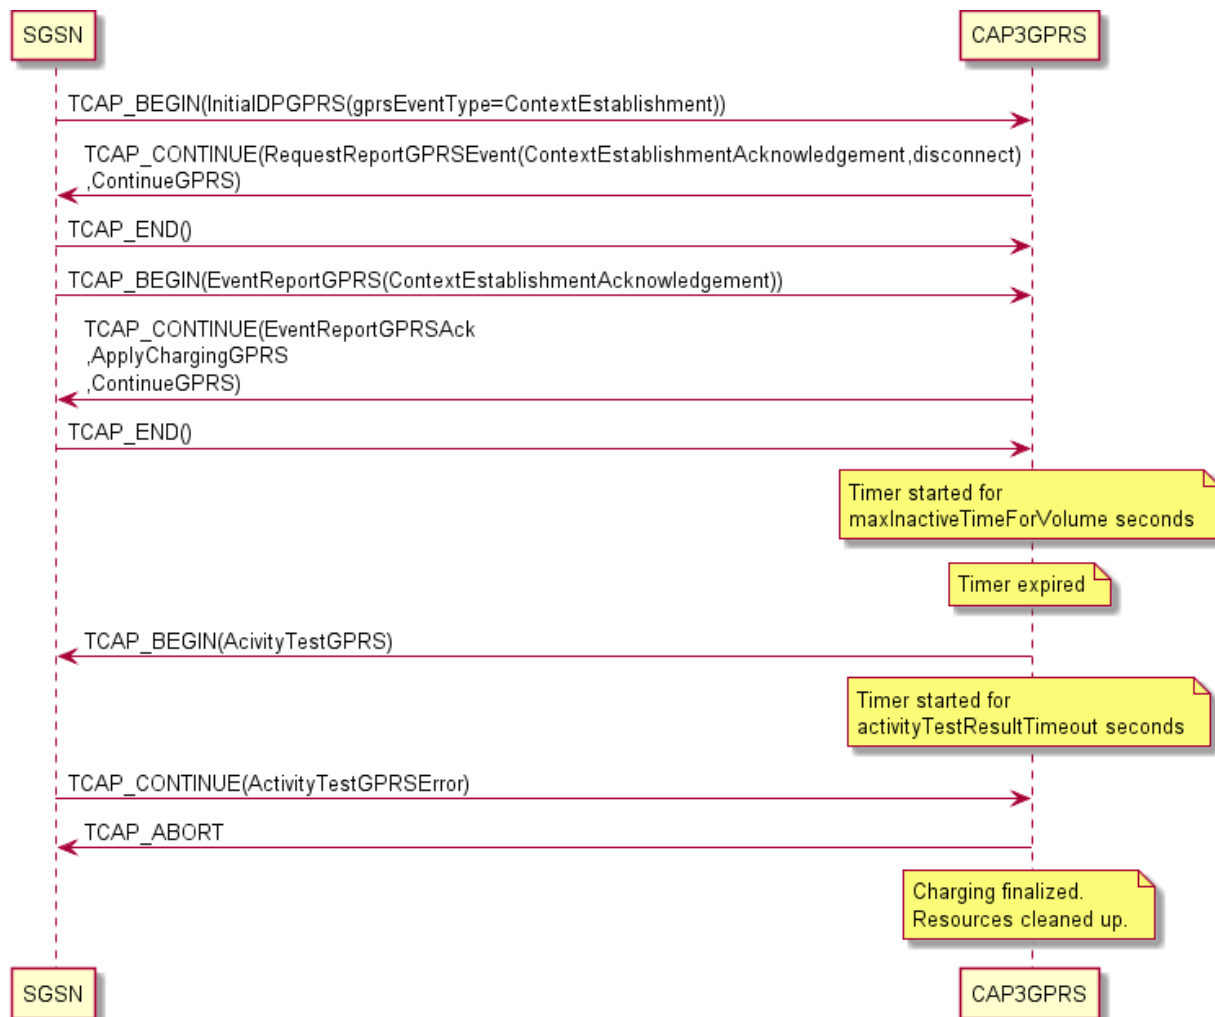 SGSN
CAP3GPRS
TCAP_BEGIN(InitialDPGPRS(gprsEventType=ContextEstablishment))
TCAP_CONTINUE(RequestReportGPRSEvent(ContextEstablishmentAcknowledgement,disconnect)
,ContinueGPRS)
TCAP_END()
TCAP_BEGIN(EventReportGPRS(ContextEstablishmentAcknowledgement))
TCAP_CONTINUE(EventReportGPRSAck
,ApplyChargingGPRS
,ContinueGPRS)
TCAP_END()
Timer started for
maxInactiveTimeForVolume seconds
Timer expired
TCAP_BEGIN(AcivityTestGPRS)
Timer started for
activityTestResultTimeout seconds
TCAP_CONTINUE(ActivityTestGPRSError)
TCAP_ABORT
Charging finalized.
Resources cleaned up.
SGSN
CAP3GPRS